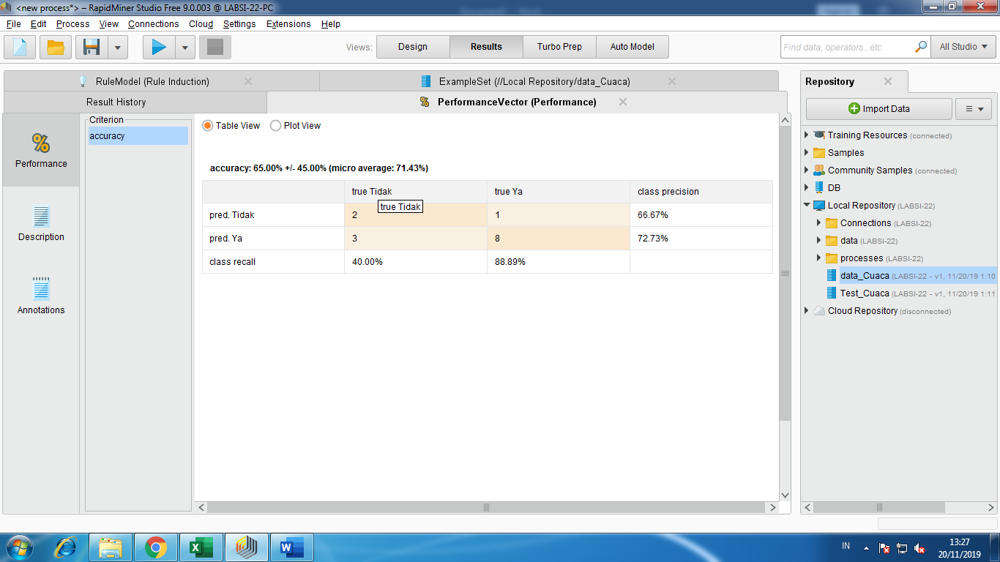 <new process*> – RapidMiner Studio Free 9.0.003 @ LABSI-22-PC
File Edit Process View Connections Cloud Settings Extensions Help
Views: Design Results Turbo Prep Auto Model Find data, operators...etc All Studio
RuleModel (Rule Induction) ExampleSet (//Local Repository/data_Cuaca)
Result History PerformanceVector (Performance)
Performance
Description
Annotations
Criterion
accuracy
Table View Plot View
accuracy: 65.00% +/- 45.00% (micro average: 71.43%)
true Tidak true Ya class precision
true Tidak
pred. Tidak 2 1 66.67%
pred. Ya 3 8 72.73%
class recall 40.00% 88.89%
Repository
Import Data
Training Resources (connected)
Samples
Community Samples (connected)
DB
Local Repository (LABSI-22)
Connections (LABSI-22)
data (LABSI-22)
processes (LABSI-22)
data_Cuaca (LABSI-22 - v1, 11/20/19 1:10
Test_Cuaca (LABSI-22 - v1, 11/20/19 1:11
Cloud Repository (disconnected)
IN
13:27
20/11/2019